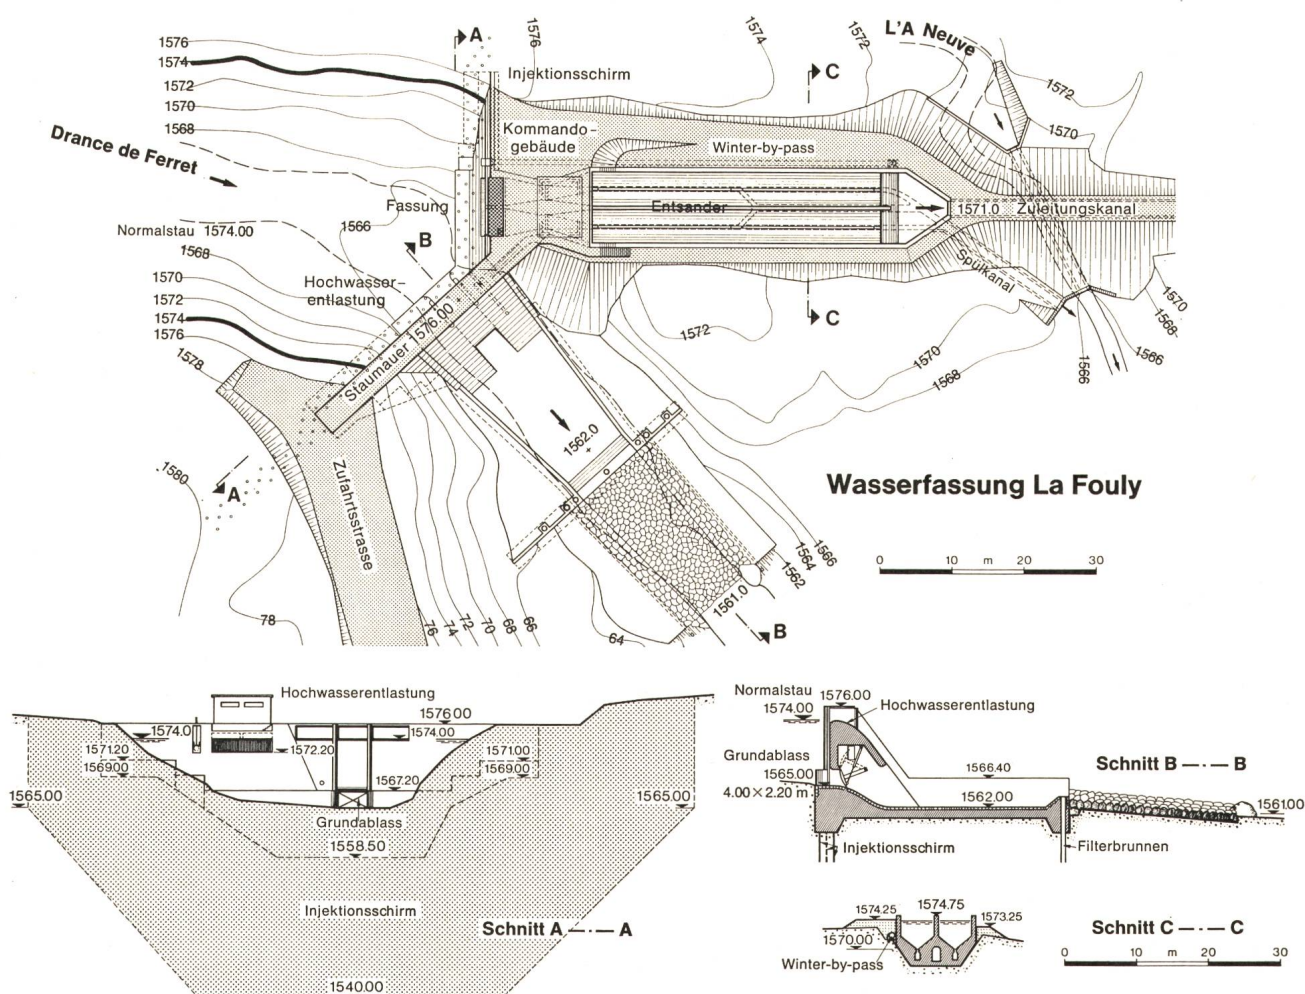 1576
1574
1572
1570
1568
Drance de Ferret
Normalstau 1574.00
1568
1570
1572
1574
1576
1578
1580
A
Injektionsschirm
1576
1574
1572
C
L'A Neuve
1572
1570
Kommando-
gebäude
Winter-by-pass
Fassung
Entsander
1571.0
Zuleitungskanal
1566
B
Hochwasser-
entlastung
Staumauer 1576.00
Spülkanal
C
1572
1570
1568
1570
1568
1566
1566
1562.0
A
Zufahrtsstrasse
78
76
74
72
70
68
66
64
1561.0
B
1566
1564
1562
Wasserfassung La Fouly
0 10 m 20 30
Hochwasserentlastung
1576.00
1574.0
1574.00
1571.20
1572.20
1571.00
1569.00
1569.00
1567.20
1565.00
1565.00
Grundablass
1558.50
Injektionsschirm
Schnitt A — · — A
1540.00
Normalstau
1574.00
1576.00
Hochwasserentlastung
Grundablass
1565.00
4.00 × 2.20 m
1566.40
1562.00
Schnitt B — · — B
1561.00
Injektionsschirm
Filterbrunnen
1574.25
1574.75
1573.25
1570.00
Winter-by-pass
Schnitt C — · — C
0 10 m 20 30